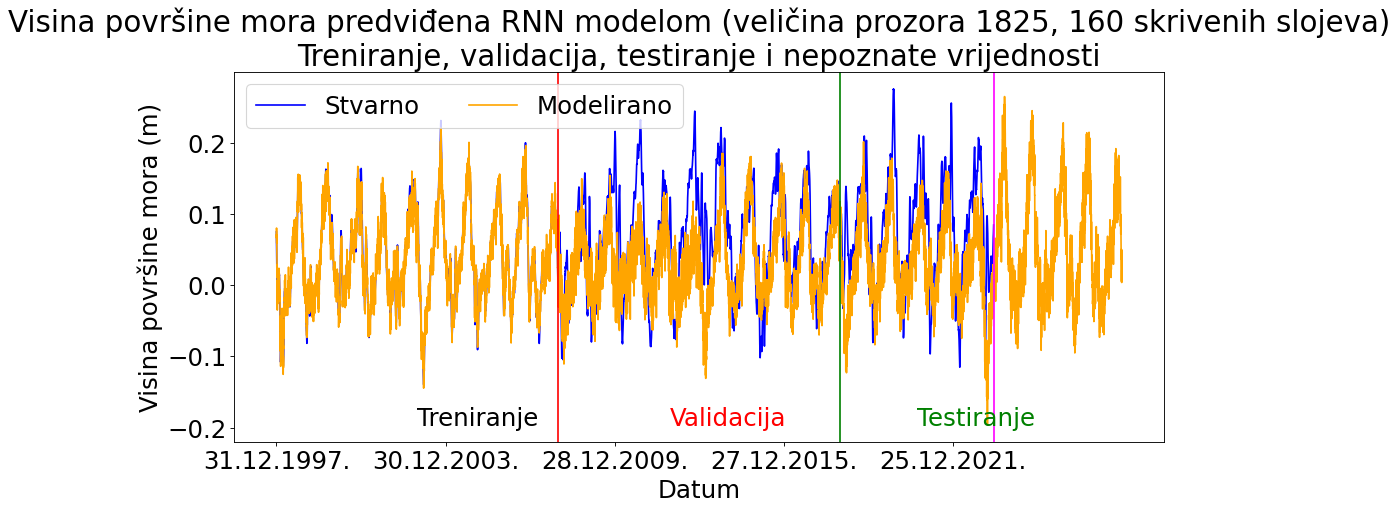 Visina površine mora predviđena RNN modelom (veličina prozora 1825, 160 skrivenih slojeva)
Treniranje, validacija, testiranje i nepoznate vrijednosti
Stvarno Modelirano
Visina površine mora (m)
0.2
0.1
0.0
−0.1
−0.2
Treniranje Validacija Testiranje
31.12.1997. 30.12.2003. 28.12.2009. 27.12.2015. 25.12.2021.
Datum